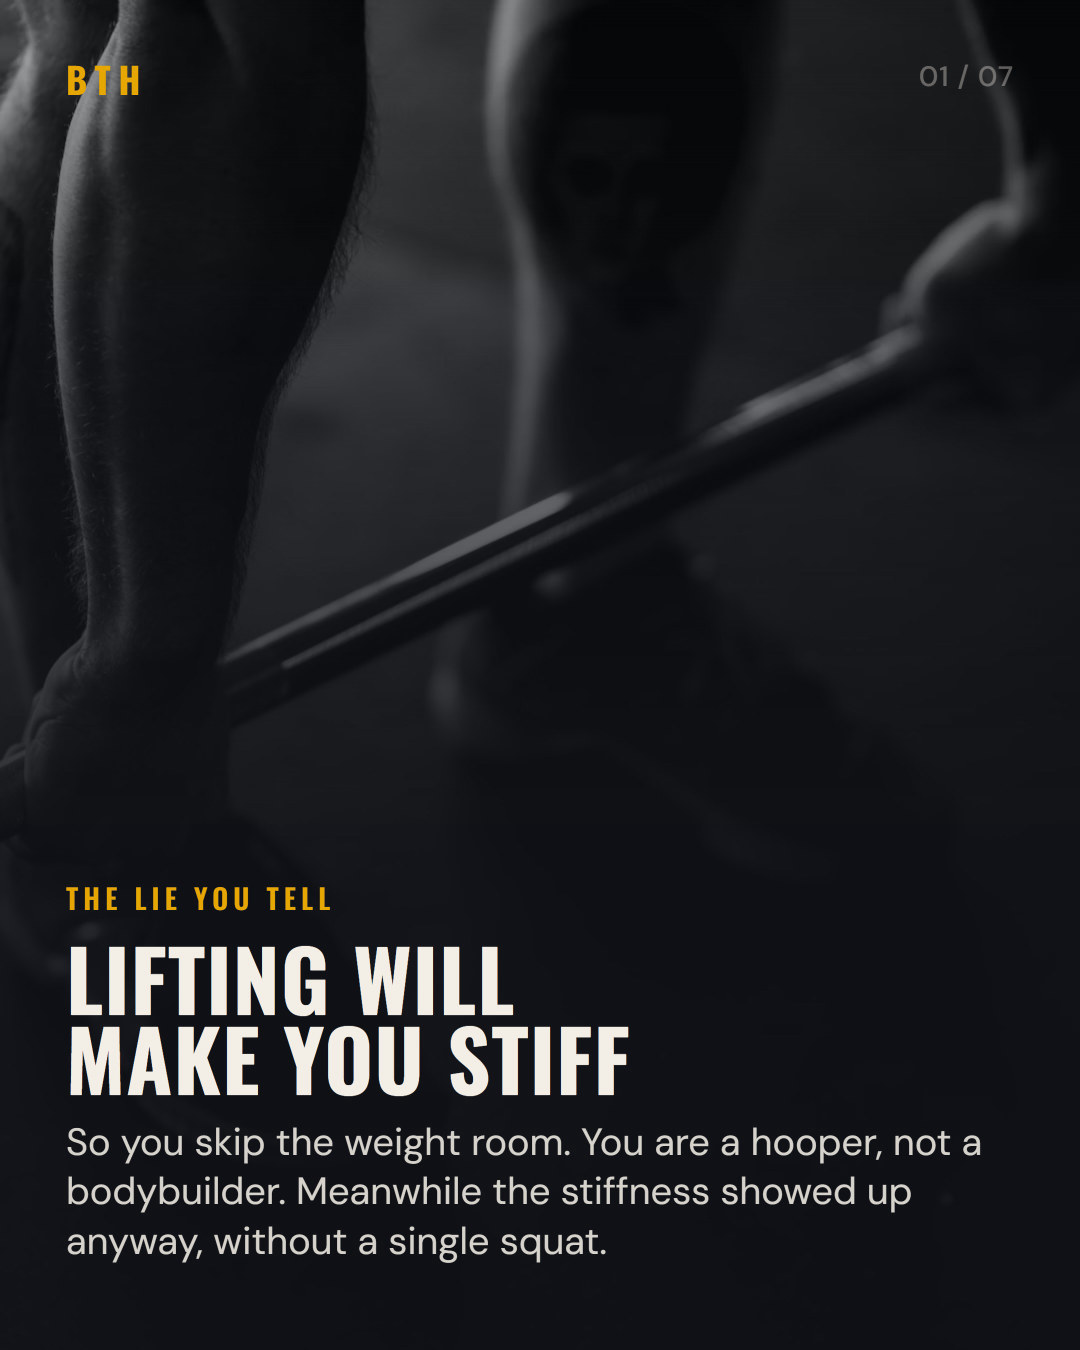 BTH
01 / 07
THE LIE YOU TELL
LIFTING WILL
MAKE YOU STIFF
So you skip the weight room. You are a hooper, not a
bodybuilder. Meanwhile the stiffness showed up
anyway, without a single squat.